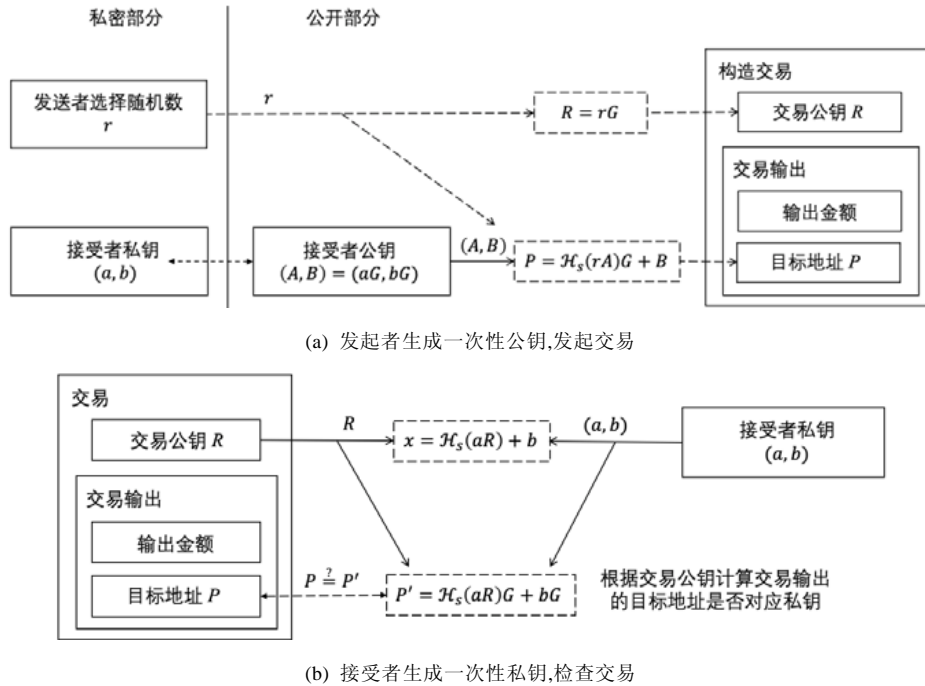 私密部分
公开部分
发送者选择随机数
r
r
R = rG
构造交易
交易公钥 R
交易输出
输出金额
目标地址 P
接受者私钥
(a, b)
接受者公钥
(A, B) = (aG, bG)
(A, B)
P = ℋₛ(rA)G + B
(a) 发起者生成一次性公钥,发起交易
交易
交易公钥 R
R
x = ℋₛ(aR) + b
(a, b)
接受者私钥
(a, b)
交易输出
输出金额
目标地址 P
P ≟ P′
P′ = ℋₛ(aR)G + bG
根据交易公钥计算交易输出
的目标地址是否对应私钥
(b) 接受者生成一次性私钥,检查交易